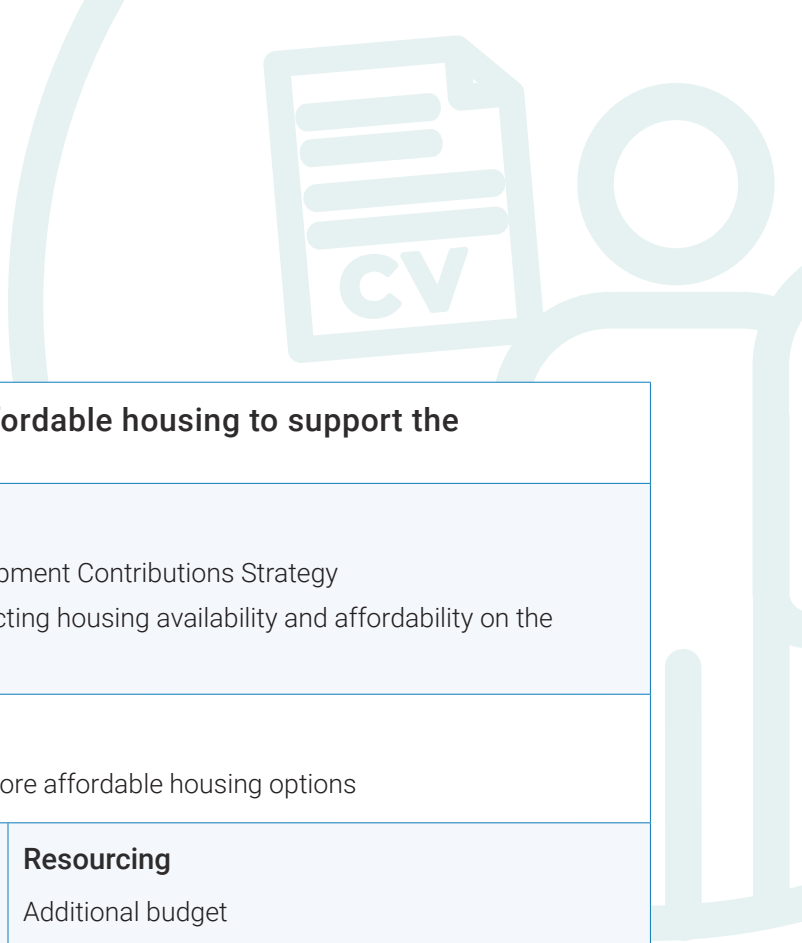 CV
ordable housing to support the
pment Contributions Strategy
cting housing availability and affordability on the
ore affordable housing options
Resourcing
Additional budget